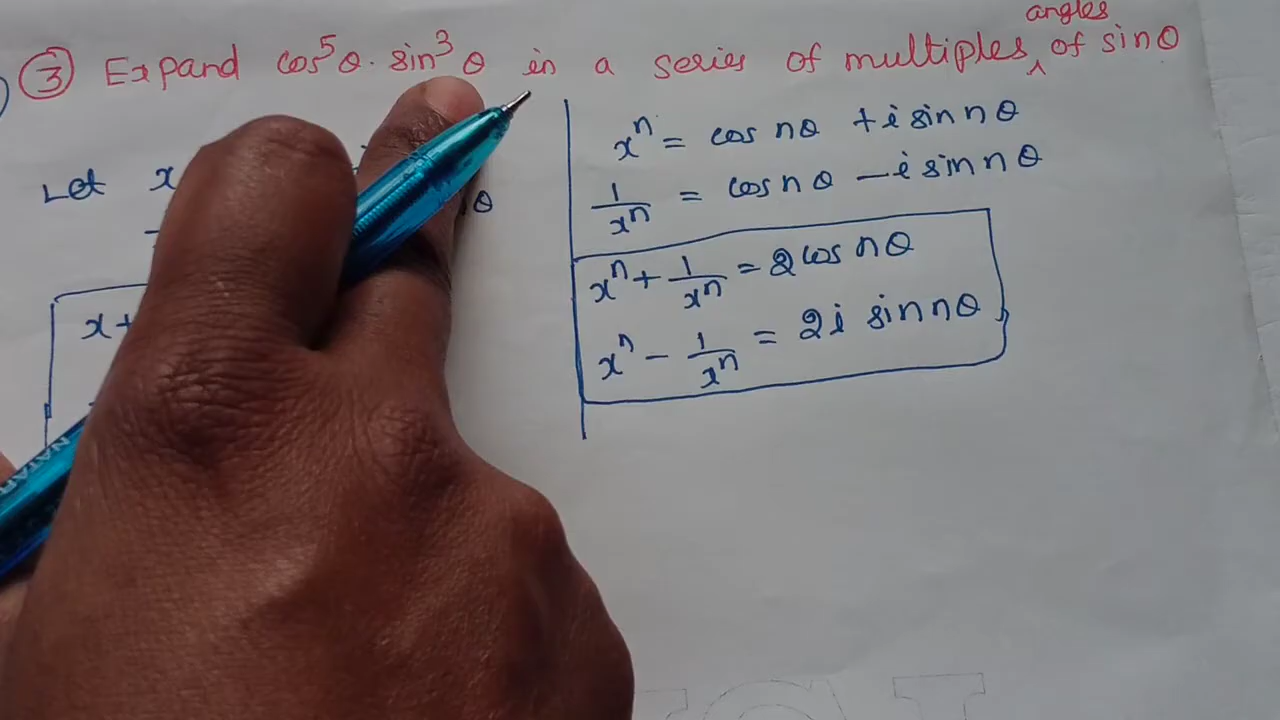 ③ Expand cos⁵θ · sin³θ in a series of multiples angles of sinθ
Let x
θ
x+
xⁿ = cos nθ + i sin nθ
1/xⁿ = cos nθ − i sin nθ
xⁿ + 1/xⁿ = 2 cos nθ
xⁿ − 1/xⁿ = 2i sin nθ